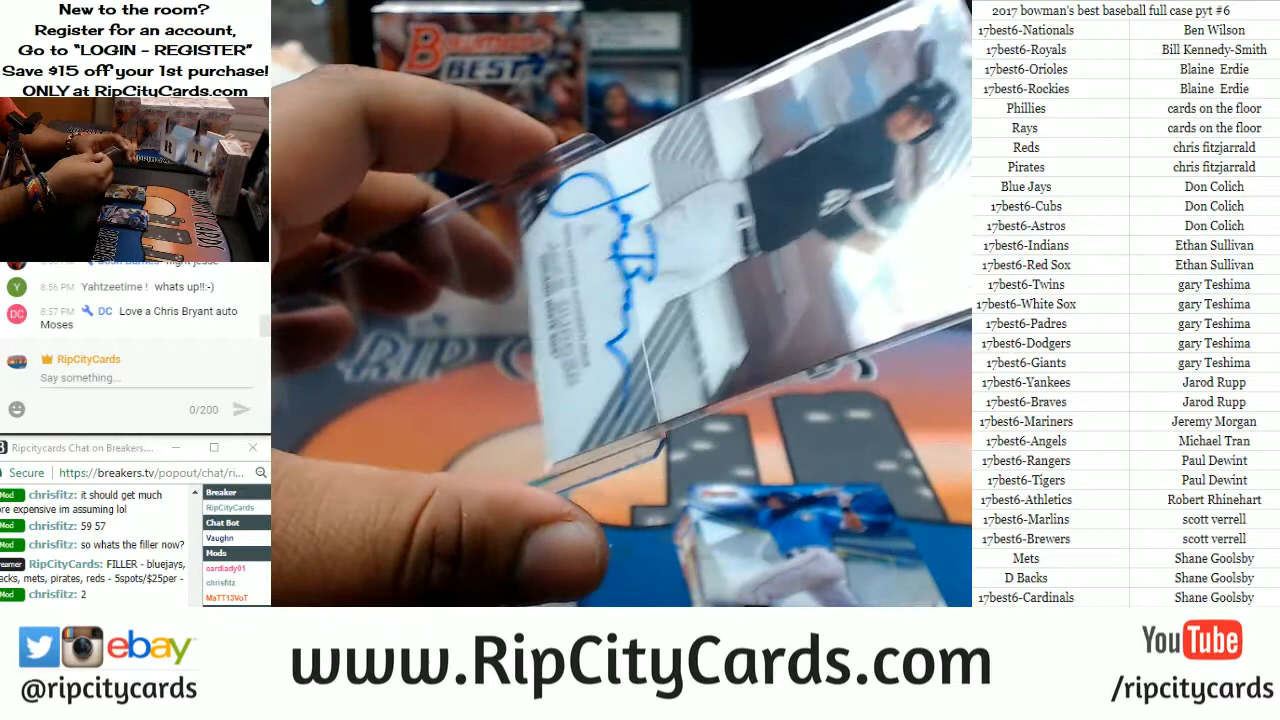 New to the room?
Register for an account,
Go to “LOGIN - REGISTER”
Save $15 off your 1st purchase!
ONLY at RipCityCards.com
8:56 PM Yahtzeetime ! whats up!!:-)
8:57 PM DC Love a Chris Bryant auto
Moses
RipCityCards
Say something...
0/200
Ripcitycards Chat on Breakers....
Secure https://breakers.tv/popout/chat/ri...
Mod chrisfitz: it should get much
re expensive im assuming lol
Mod chrisfitz: 59 57
Mod chrisfitz: so whats the filler now?
eamer RipCityCards: FILLER - bluejays,
acks, mets, pirates, reds - 5spots/$25per -
Mod chrisfitz: 2
Breaker
RipCityCards
Chat Bot
Vaughn
Mods
cardlady01
chrisfitz
MaTT13VoT
BOWMAN'S
BEST
2017 bowman's best baseball full case pyt #6
17best6-Nationals Ben Wilson
17best6-Royals Bill Kennedy-Smith
17best6-Orioles Blaine Erdie
17best6-Rockies Blaine Erdie
Phillies cards on the floor
Rays cards on the floor
Reds chris fitzjarrald
Pirates chris fitzjarrald
Blue Jays Don Colich
17best6-Cubs Don Colich
17best6-Astros Don Colich
17best6-Indians Ethan Sullivan
17best6-Red Sox Ethan Sullivan
17best6-Twins gary Teshima
17best6-White Sox gary Teshima
17best6-Padres gary Teshima
17best6-Dodgers gary Teshima
17best6-Giants gary Teshima
17best6-Yankees Jarod Rupp
17best6-Braves Jarod Rupp
17best6-Mariners Jeremy Morgan
17best6-Angels Michael Tran
17best6-Rangers Paul Dewint
17best6-Tigers Paul Dewint
17best6-Athletics Robert Rhinehart
17best6-Marlins scott verrell
17best6-Brewers scott verrell
Mets Shane Goolsby
D Backs Shane Goolsby
17best6-Cardinals Shane Goolsby
ebay
@ripcitycards
www.RipCityCards.com
YouTube
/ripcitycards